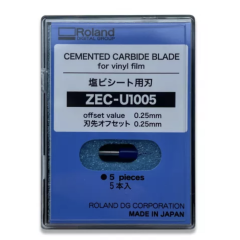 Roland
DIGITAL GROUP
CEMENTED CARBIDE BLADE
for vinyl film
塩ビシート用刃
ZEC-U1005
offset value 0.25mm
刃先オフセット 0.25mm
5 pieces
5本入
ROLAND DG CORPORATION
MADE IN JAPAN